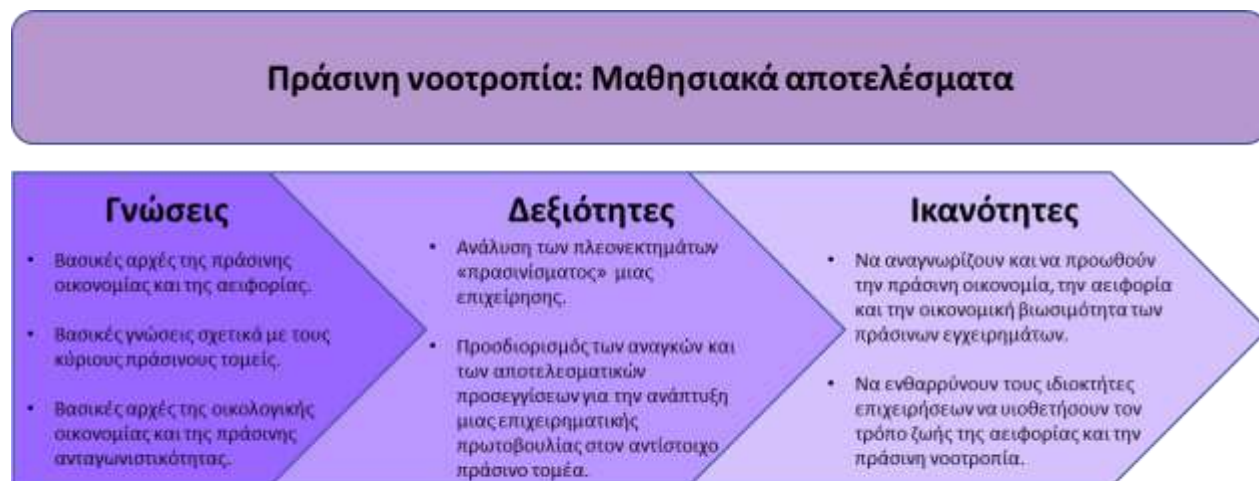 Πράσινη νοοτροπία: Μαθησιακά αποτελέσματα
Γνώσεις
• Βασικές αρχές της πράσινης
οικονομίας και της αειφορίας.
• Βασικές γνώσεις σχετικά με τους
κύριους πράσινους τομείς.
• Βασικές αρχές της οικολογικής
οικονομίας και της πράσινης
ανταγωνιστικότητας.
Δεξιότητες
• Ανάλυση των πλεονεκτημάτων
«πρασινίσματος» μιας
επιχείρησης.
• Προσδιορισμός των αναγκών και
των αποτελεσματικών
προσεγγίσεων για την ανάπτυξη
μιας επιχειρηματικής
πρωτοβουλίας στον αντίστοιχο
πράσινο τομέα.
Ικανότητες
• Να αναγνωρίζουν και να προωθούν
την πράσινη οικονομία, την αειφορία
και την οικονομική βιωσιμότητα των
πράσινων εγχειρημάτων.
• Να ενθαρρύνουν τους ιδιοκτήτες
επιχειρήσεων να υιοθετήσουν τον
τρόπο ζωής της αειφορίας και την
πράσινη νοοτροπία.